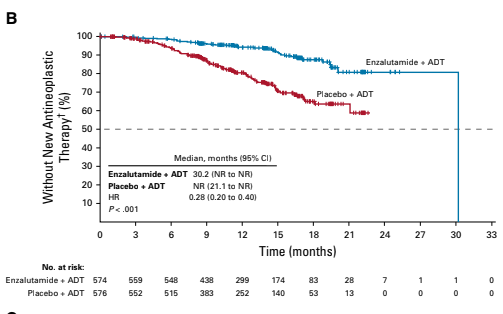 B
Without New Antineoplastic
Therapy† (%)
100
90
80
70
60
50
40
30
20
10
Enzalutamide + ADT
Placebo + ADT
Median, months (95% CI)
Enzalutamide + ADT 30.2 (NR to NR)
Placebo + ADT NR (21.1 to NR)
HR 0.28 (0.20 to 0.40)
P < .001
0 3 6 9 12 15 18 21 24 27 30 33
Time (months)
No. at risk:
Enzalutamide + ADT 574 559 548 438 299 174 83 28 7 1 1 0
Placebo + ADT 576 552 515 383 252 140 53 13 0 0 0 0